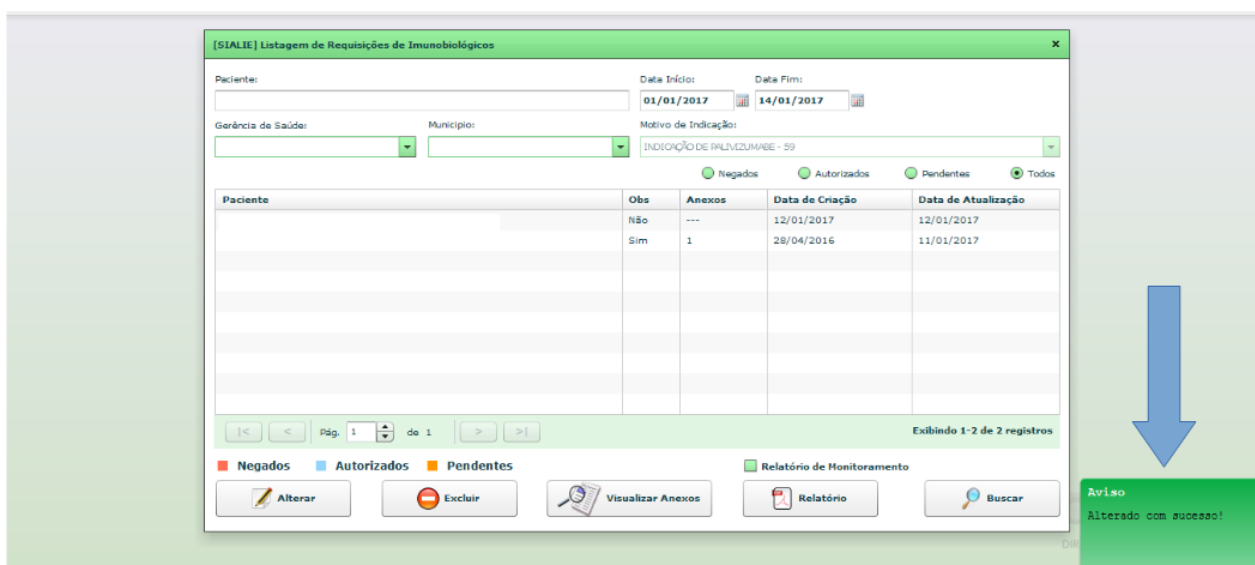 [SIALIE] Listagem de Requisições de Imunobiológicos x
Paciente: Data Início: Data Fim:
01/01/2017 14/01/2017
Gerência de Saúde: Municipio: Motivo de Indicação:
INDICAÇÃO DE PALIVIZUMABE - 59
Negados Autorizados Pendentes Todos
Paciente Obs Anexos Data de Criação Data de Atualização
Não --- 12/01/2017 12/01/2017
Sim 1 28/04/2016 11/01/2017
|< < Pág. 1 de 1 > >| Exibindo 1-2 de 2 registros
Negados Autorizados Pendentes Relatório de Monitoramento
Alterar Excluir Visualizar Anexos Relatório Buscar
Aviso
Alterado com sucesso!